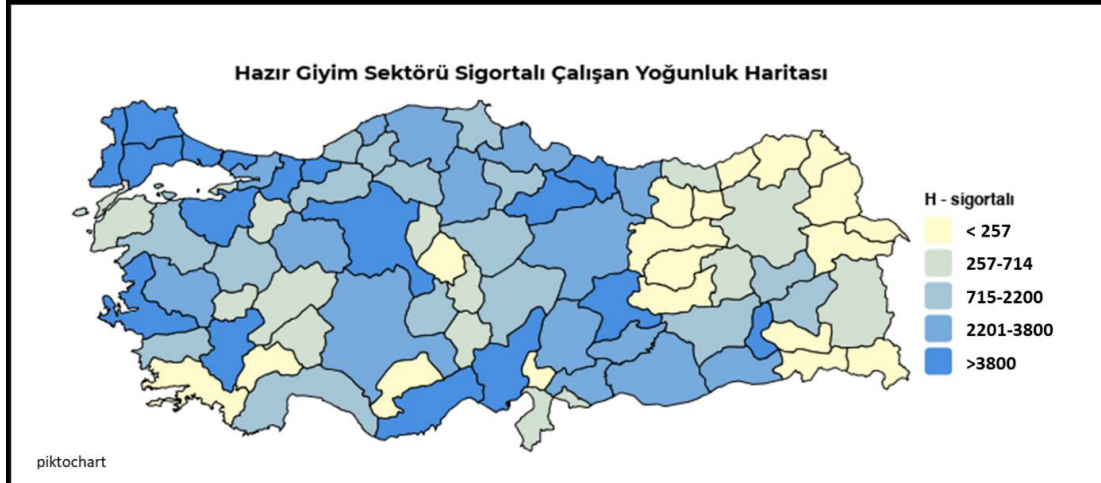 Hazır Giyim Sektörü Sigortalı Çalışan Yoğunluk Haritası
H - sigortalı
< 257
257-714
715-2200
2201-3800
>3800
piktochart